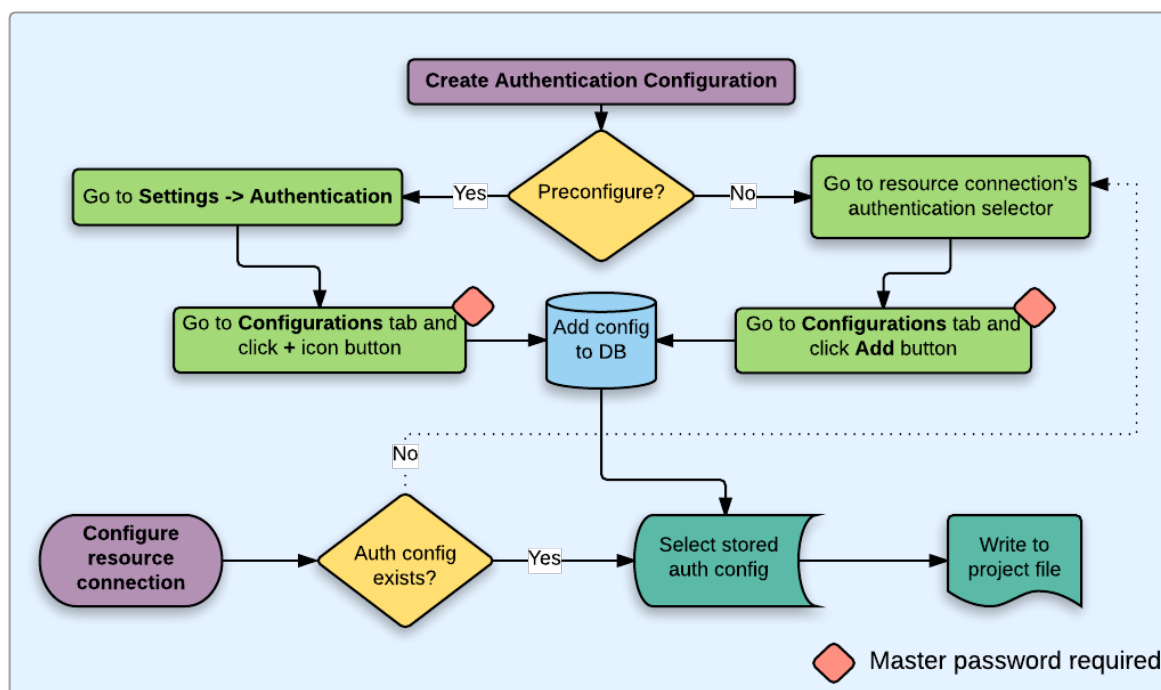 Create Authentication Configuration
Preconfigure?
Yes
No
Go to Settings -> Authentication
Go to resource connection's
authentication selector
Go to Configurations tab and
click + icon button
Add config
to DB
Go to Configurations tab and
click Add button
No
Configure
resource
connection
Auth config
exists?
Yes
Select stored
auth config
Write to
project file
Master password required